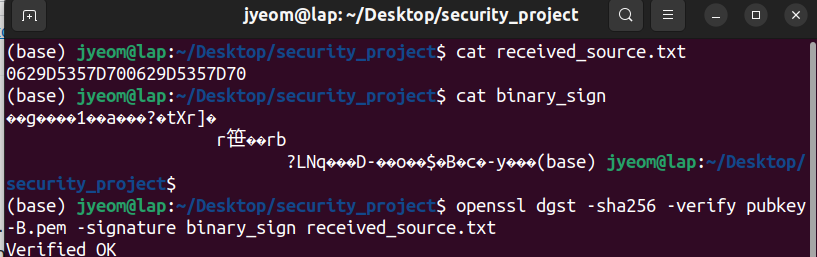 jyeom@lap: ~/Desktop/security_project
(base) jyeom@lap:~/Desktop/security_project$ cat received_source.txt
0629D5357D700629D5357D70
(base) jyeom@lap:~/Desktop/security_project$ cat binary_sign
��g����1��a���?�tXr]�
r笹��rb
?LNq���D-��o��$�B�c�-y���(base) jyeom@lap:~/Desktop/
security_project$
(base) jyeom@lap:~/Desktop/security_project$ openssl dgst -sha256 -verify pubkey
-B.pem -signature binary_sign received_source.txt
Verified OK